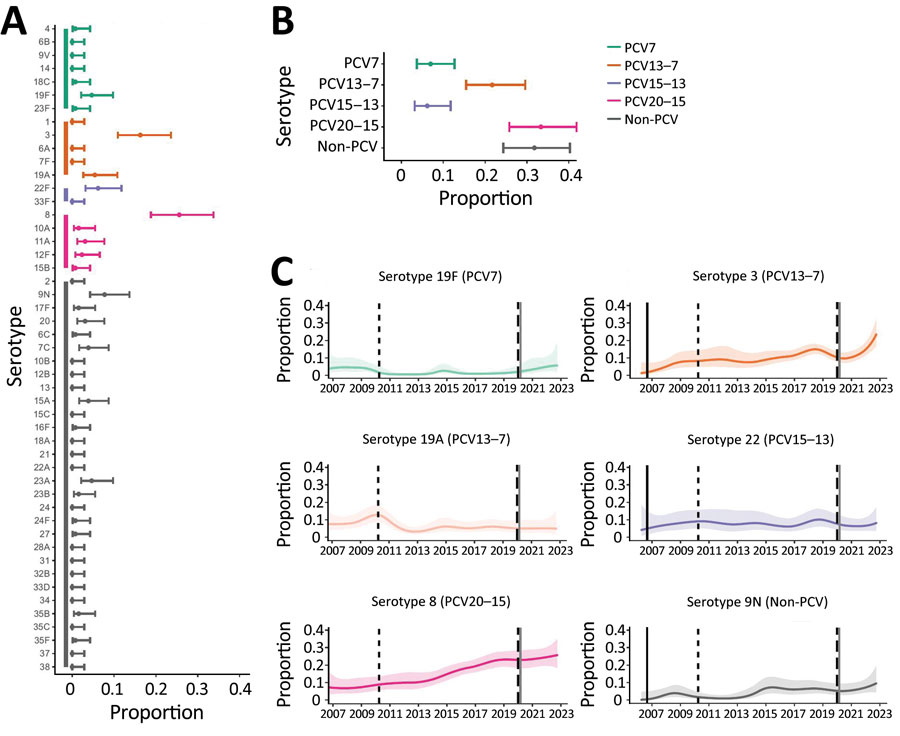 A
4
6B
9V
14
18C
19F
23F
1
3
6A
7F
19A
22F
33F
8
10A
11A
12F
15B
2
9N
17F
20
6C
7C
10B
12B
13
15A
15C
16F
18A
21
22A
23A
23B
24
24F
27
28A
31
32B
33D
34
35B
35C
35F
37
38
Serotype
0 0.1 0.2 0.3 0.4
Proportion
B
Serotype
PCV7
PCV13–7
PCV15–13
PCV20–15
Non-PCV
0 0.1 0.2 0.3 0.4
Proportion
PCV7
PCV13–7
PCV15–13
PCV20–15
Non-PCV
C
Serotype 19F (PCV7)
Proportion
0.4
0.3
0.2
0.1
0
2007 2009 2011 2013 2015 2017 2019 2021 2023
Serotype 3 (PCV13–7)
Proportion
0.4
0.3
0.2
0.1
0
2007 2009 2011 2013 2015 2017 2019 2021 2023
Serotype 19A (PCV13–7)
Proportion
0.4
0.3
0.2
0.1
0
2007 2009 2011 2013 2015 2017 2019 2021 2023
Serotype 22 (PCV15–13)
Proportion
0.4
0.3
0.2
0.1
0
2007 2009 2011 2013 2015 2017 2019 2021 2023
Serotype 8 (PCV20–15)
Proportion
0.4
0.3
0.2
0.1
0
2007 2009 2011 2013 2015 2017 2019 2021 2023
Serotype 9N (Non-PCV)
Proportion
0.4
0.3
0.2
0.1
0
2007 2009 2011 2013 2015 2017 2019 2021 2023